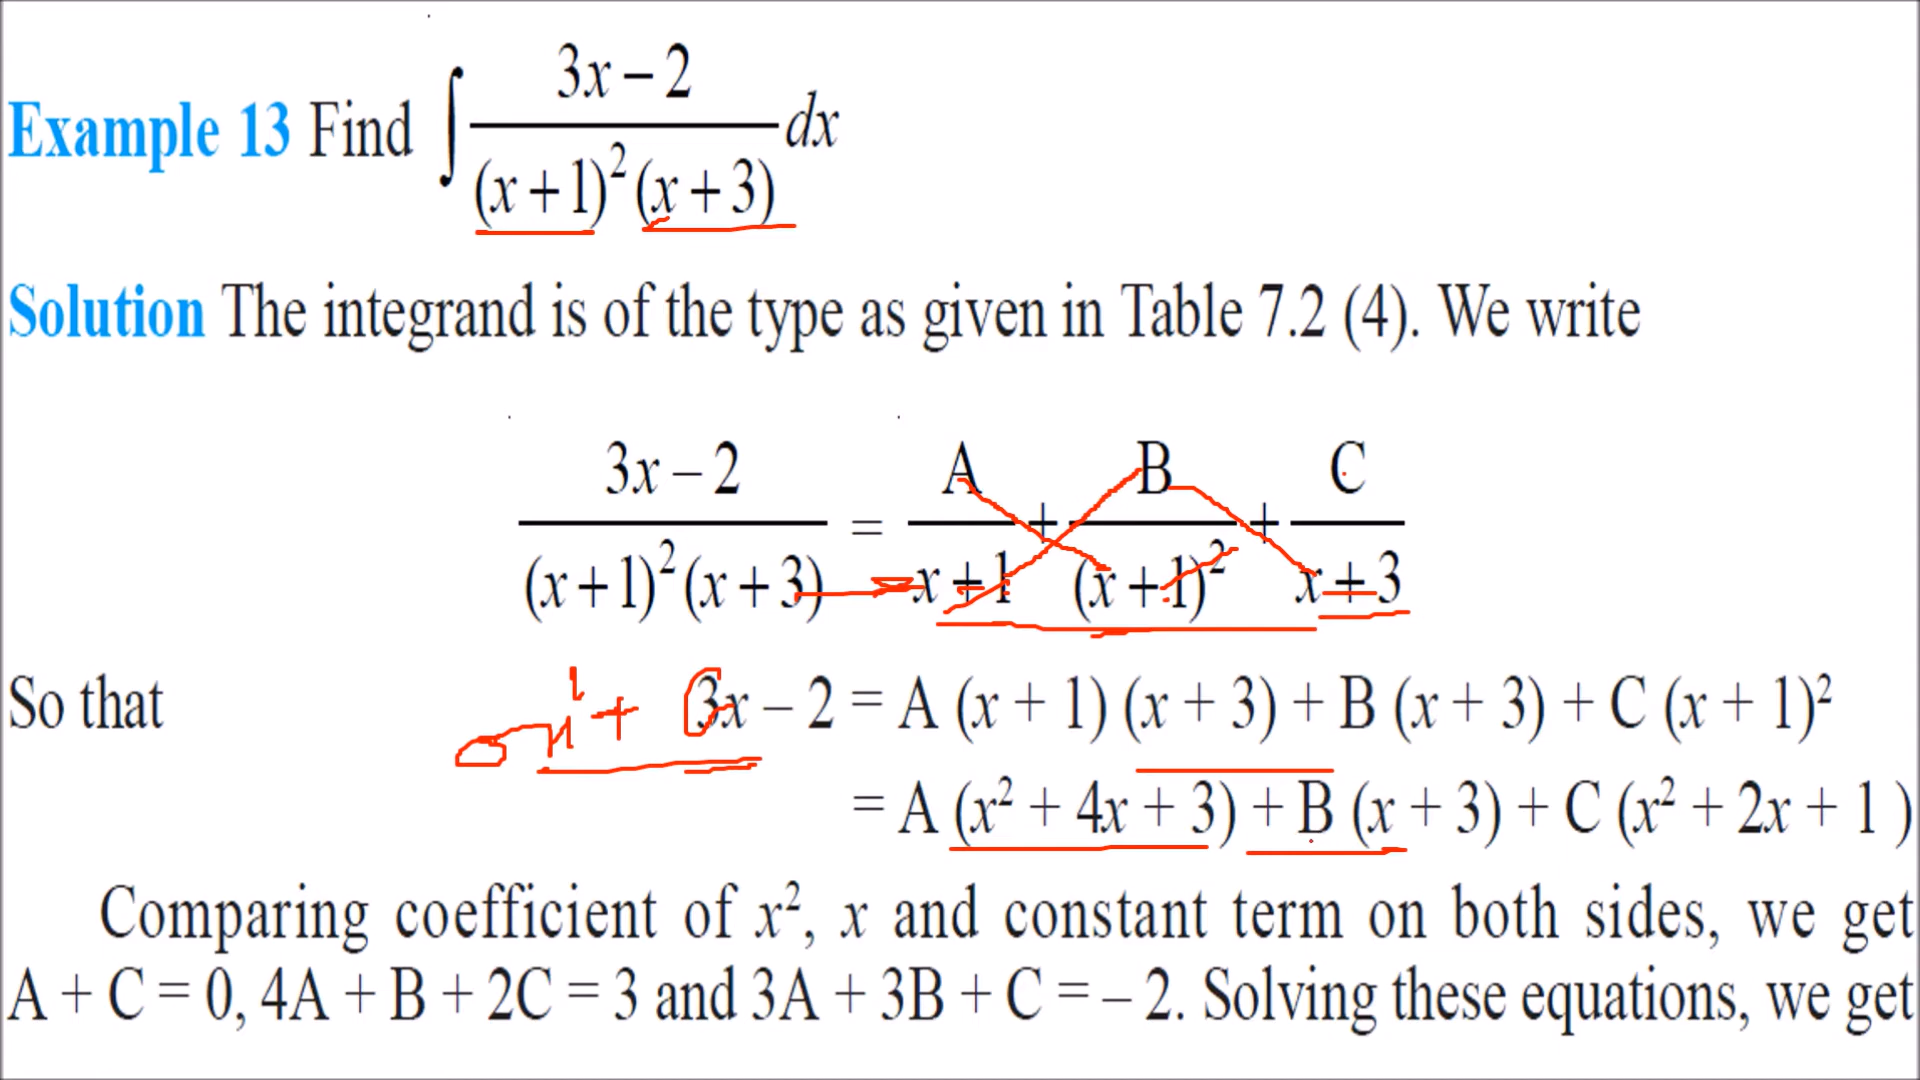 Example 13 Find ∫ (3x – 2)/((x + 1)²(x + 3)) dx
Solution The integrand is of the type as given in Table 7.2 (4). We write
(3x – 2)/((x + 1)²(x + 3)) = A/(x + 1) + B/(x + 1)² + C/(x + 3)
So that 3x – 2 = A (x + 1) (x + 3) + B (x + 3) + C (x + 1)²
= A (x² + 4x + 3) + B (x + 3) + C (x² + 2x + 1 )
Comparing coefficient of x², x and constant term on both sides, we get
A + C = 0, 4A + B + 2C = 3 and 3A + 3B + C = – 2. Solving these equations, we get